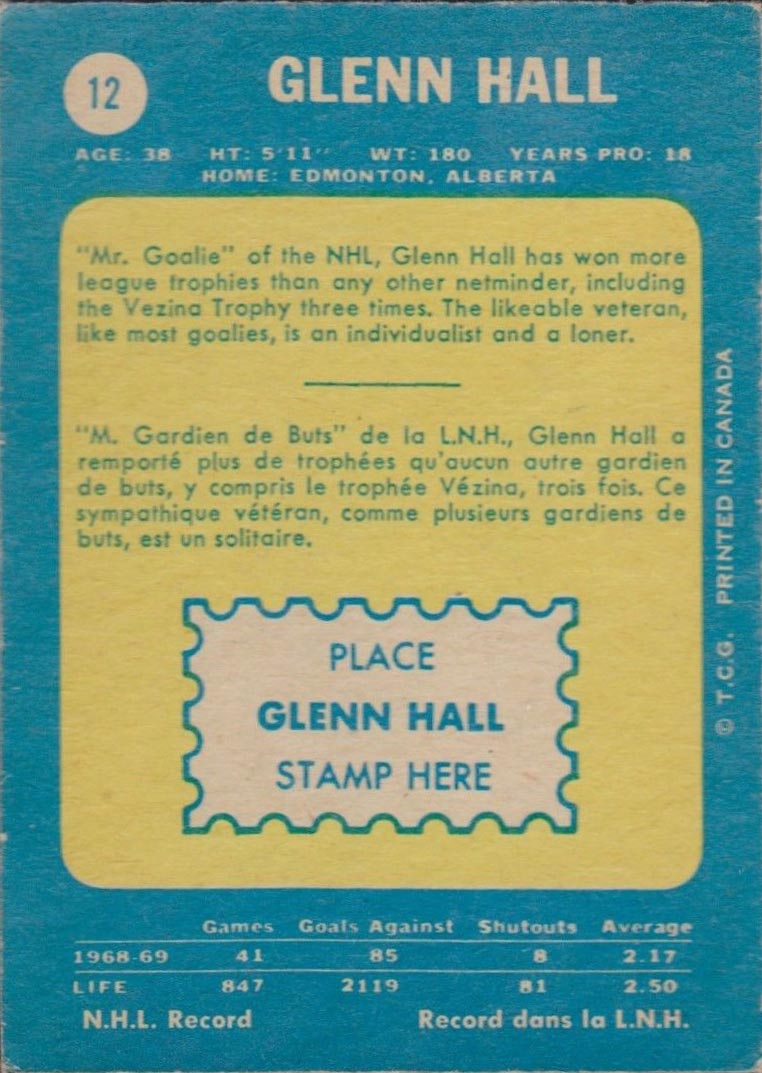 12
GLENN HALL
AGE: 38 HT: 5'11" WT: 180 YEARS PRO: 18
HOME: EDMONTON, ALBERTA
"Mr. Goalie" of the NHL, Glenn Hall has won more
league trophies than any other netminder, including
the Vezina Trophy three times. The likeable veteran,
like most goalies, is an individualist and a loner.
"M. Gardien de Buts" de la L.N.H., Glenn Hall a
remporté plus de trophées qu'aucun autre gardien
de buts, y compris le trophée Vézina, trois fois. Ce
sympathique vétéran, comme plusieurs gardiens de
buts, est un solitaire.
PLACE
GLENN HALL
STAMP HERE
© T.C.G. PRINTED IN CANADA
Games Goals Against Shutouts Average
1968-69 41 85 8 2.17
LIFE 847 2119 81 2.50
N.H.L. Record Record dans la L.N.H.